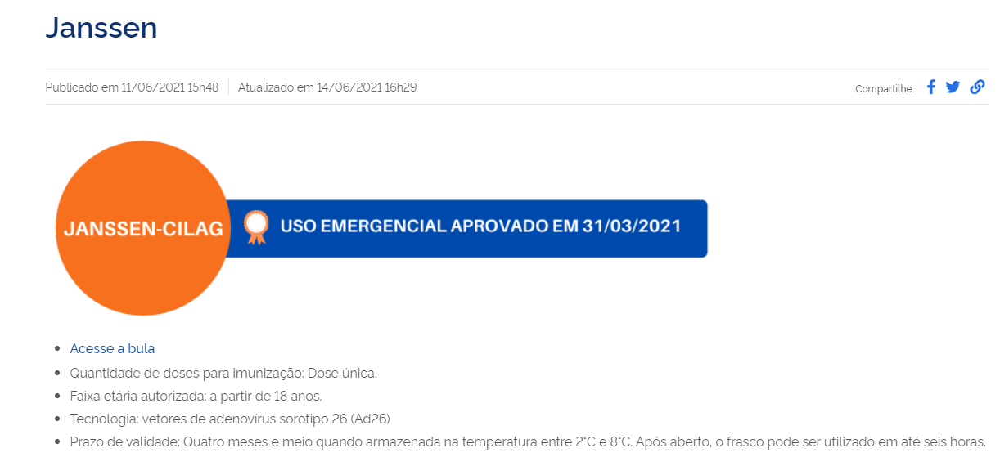 Janssen
Publicado em 11/06/2021 15h48 Atualizado em 14/06/2021 16h29 Compartilhe:
JANSSEN-CILAG USO EMERGENCIAL APROVADO EM 31/03/2021
Acesse a bula
Quantidade de doses para imunização: Dose única.
Faixa etária autorizada: a partir de 18 anos.
Tecnologia: vetores de adenovírus sorotipo 26 (Ad26)
Prazo de validade: Quatro meses e meio quando armazenada na temperatura entre 2°C e 8°C. Após aberto, o frasco pode ser utilizado em até seis horas.